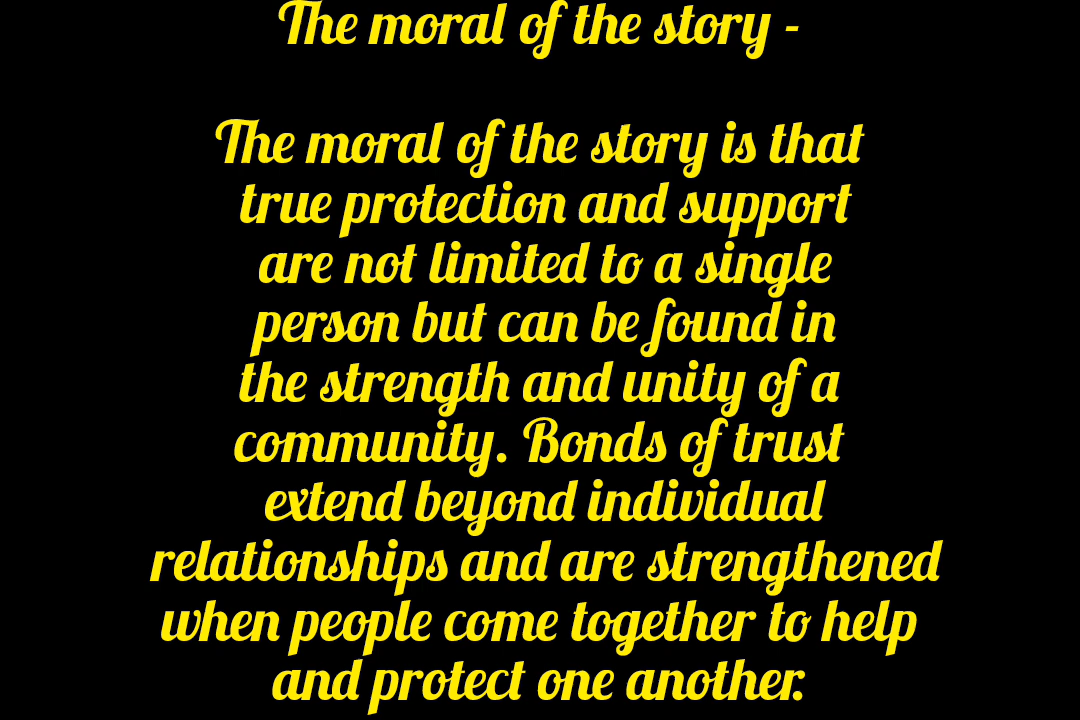 The moral of the story -
The moral of the story is that
true protection and support
are not limited to a single
person but can be found in
the strength and unity of a
community. Bonds of trust
extend beyond individual
relationships and are strengthened
when people come together to help
and protect one another.